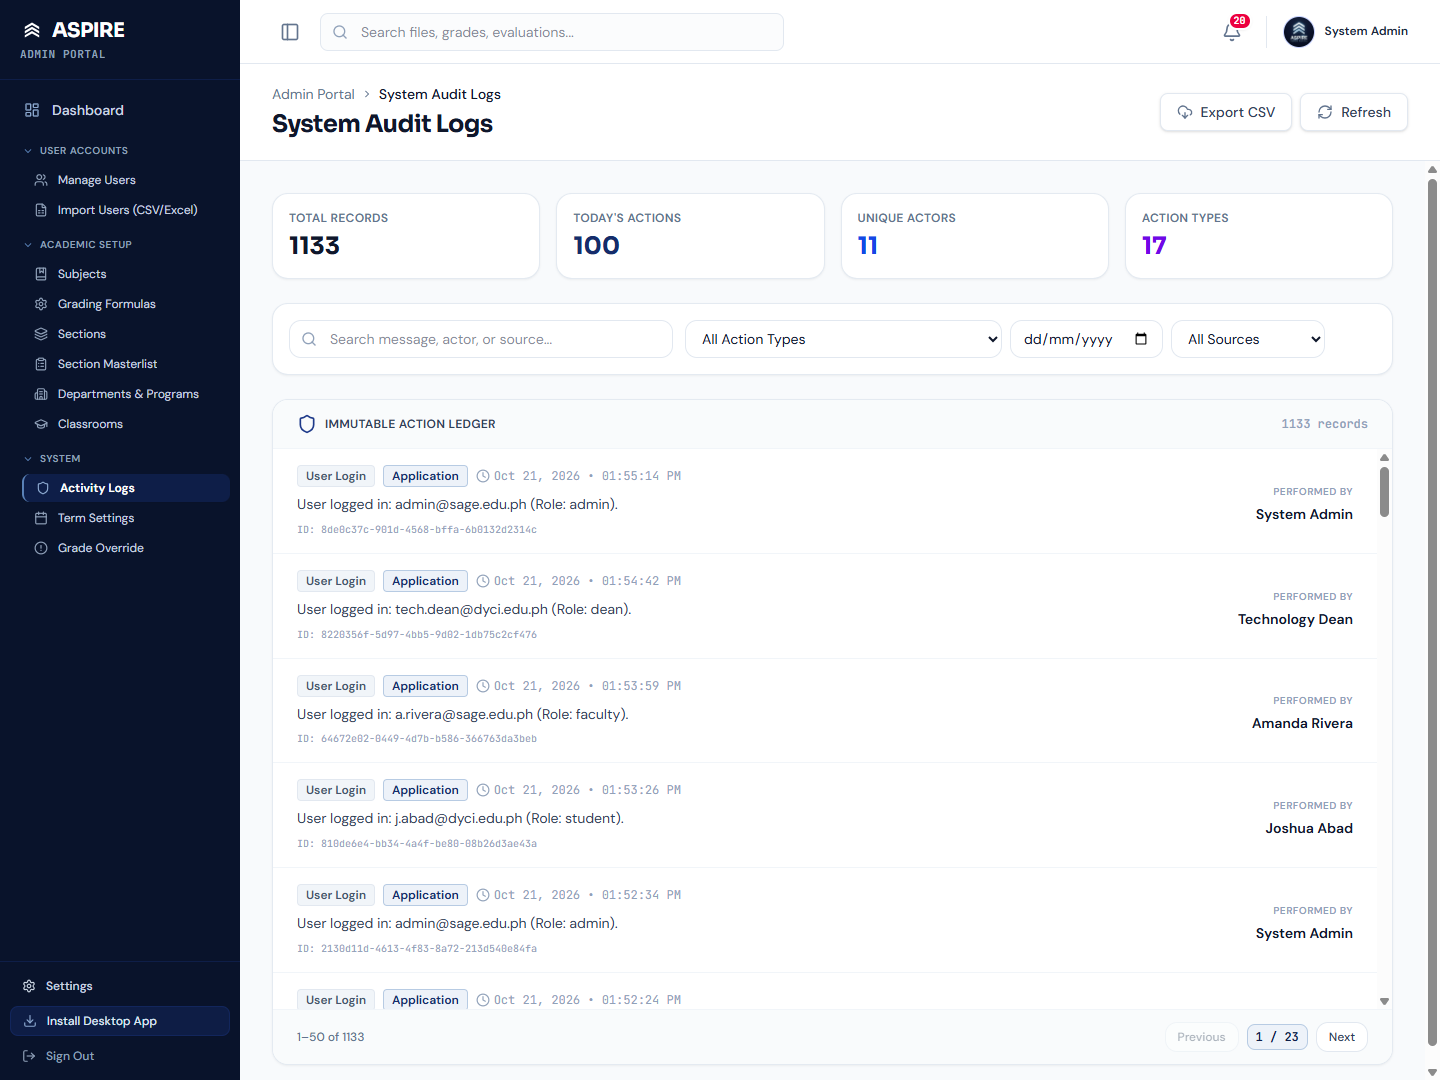 ASPIRE
ADMIN PORTAL
Dashboard
USER ACCOUNTS
Manage Users
Import Users (CSV/Excel)
ACADEMIC SETUP
Subjects
Grading Formulas
Sections
Section Masterlist
Departments & Programs
Classrooms
SYSTEM
Activity Logs
Term Settings
Grade Override
Settings
Install Desktop App
Sign Out
Search files, grades, evaluations...
20
ASPIRE
System Admin
Admin Portal > System Audit Logs
System Audit Logs
Export CSV
Refresh
TOTAL RECORDS
1133
TODAY'S ACTIONS
100
UNIQUE ACTORS
11
ACTION TYPES
17
Search message, actor, or source...
All Action Types
dd/mm/yyyy
All Sources
IMMUTABLE ACTION LEDGER
1133 records
User Login Application Oct 21, 2026 • 01:55:14 PM
User logged in: admin@sage.edu.ph (Role: admin).
ID: 8de0c37c-901d-4568-bffa-6b0132d2314c
PERFORMED BY
System Admin
User Login Application Oct 21, 2026 • 01:54:42 PM
User logged in: tech.dean@dyci.edu.ph (Role: dean).
ID: 8220356f-5d97-4bb5-9d02-1db75c2cf476
PERFORMED BY
Technology Dean
User Login Application Oct 21, 2026 • 01:53:59 PM
User logged in: a.rivera@sage.edu.ph (Role: faculty).
ID: 64672e02-0449-4d7b-b586-366763da3beb
PERFORMED BY
Amanda Rivera
User Login Application Oct 21, 2026 • 01:53:26 PM
User logged in: j.abad@dyci.edu.ph (Role: student).
ID: 810de6e4-bb34-4a4f-be80-08b26d3ae43a
PERFORMED BY
Joshua Abad
User Login Application Oct 21, 2026 • 01:52:34 PM
User logged in: admin@sage.edu.ph (Role: admin).
ID: 2130d11d-4613-4f83-8a72-213d540e84fa
PERFORMED BY
System Admin
User Login Application Oct 21, 2026 • 01:52:24 PM
1–50 of 1133
Previous
1 / 23
Next